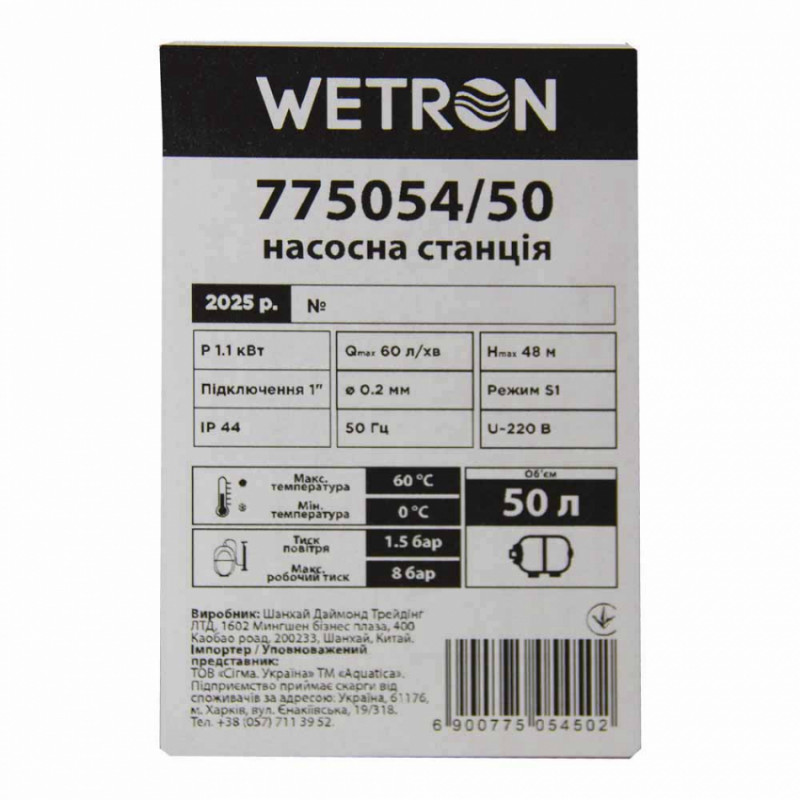 WETRON
775054/50
насосна станція
2025 р. №
P 1.1 кВт Qmax 60 л/хв Hmax 48 м
Підключення 1" ø 0.2 мм Режим S1
IP 44 50 Гц U~220 В
Макс. температура 60 °C
Мін. температура 0 °C
Тиск повітря 1.5 бар
Макс. робочий тиск 8 бар
Об'єм
50 л
Виробник: Шанхай Даймонд Трейдінг
ЛТД, 1602 Мингшен бізнес плаза, 400
Каобао роад, 200233, Шанхай, Китай.
Імпортер / Уповноважений
представник:
ТОВ «Сігма. Україна» ТМ «Aquatica».
Підприємство приймає скарги від
споживачів за адресою: Україна, 61176,
м. Харків, вул. Єнакіївська, 19/318.
Тел. +38 (057) 711 39 52.
6 900775 054502